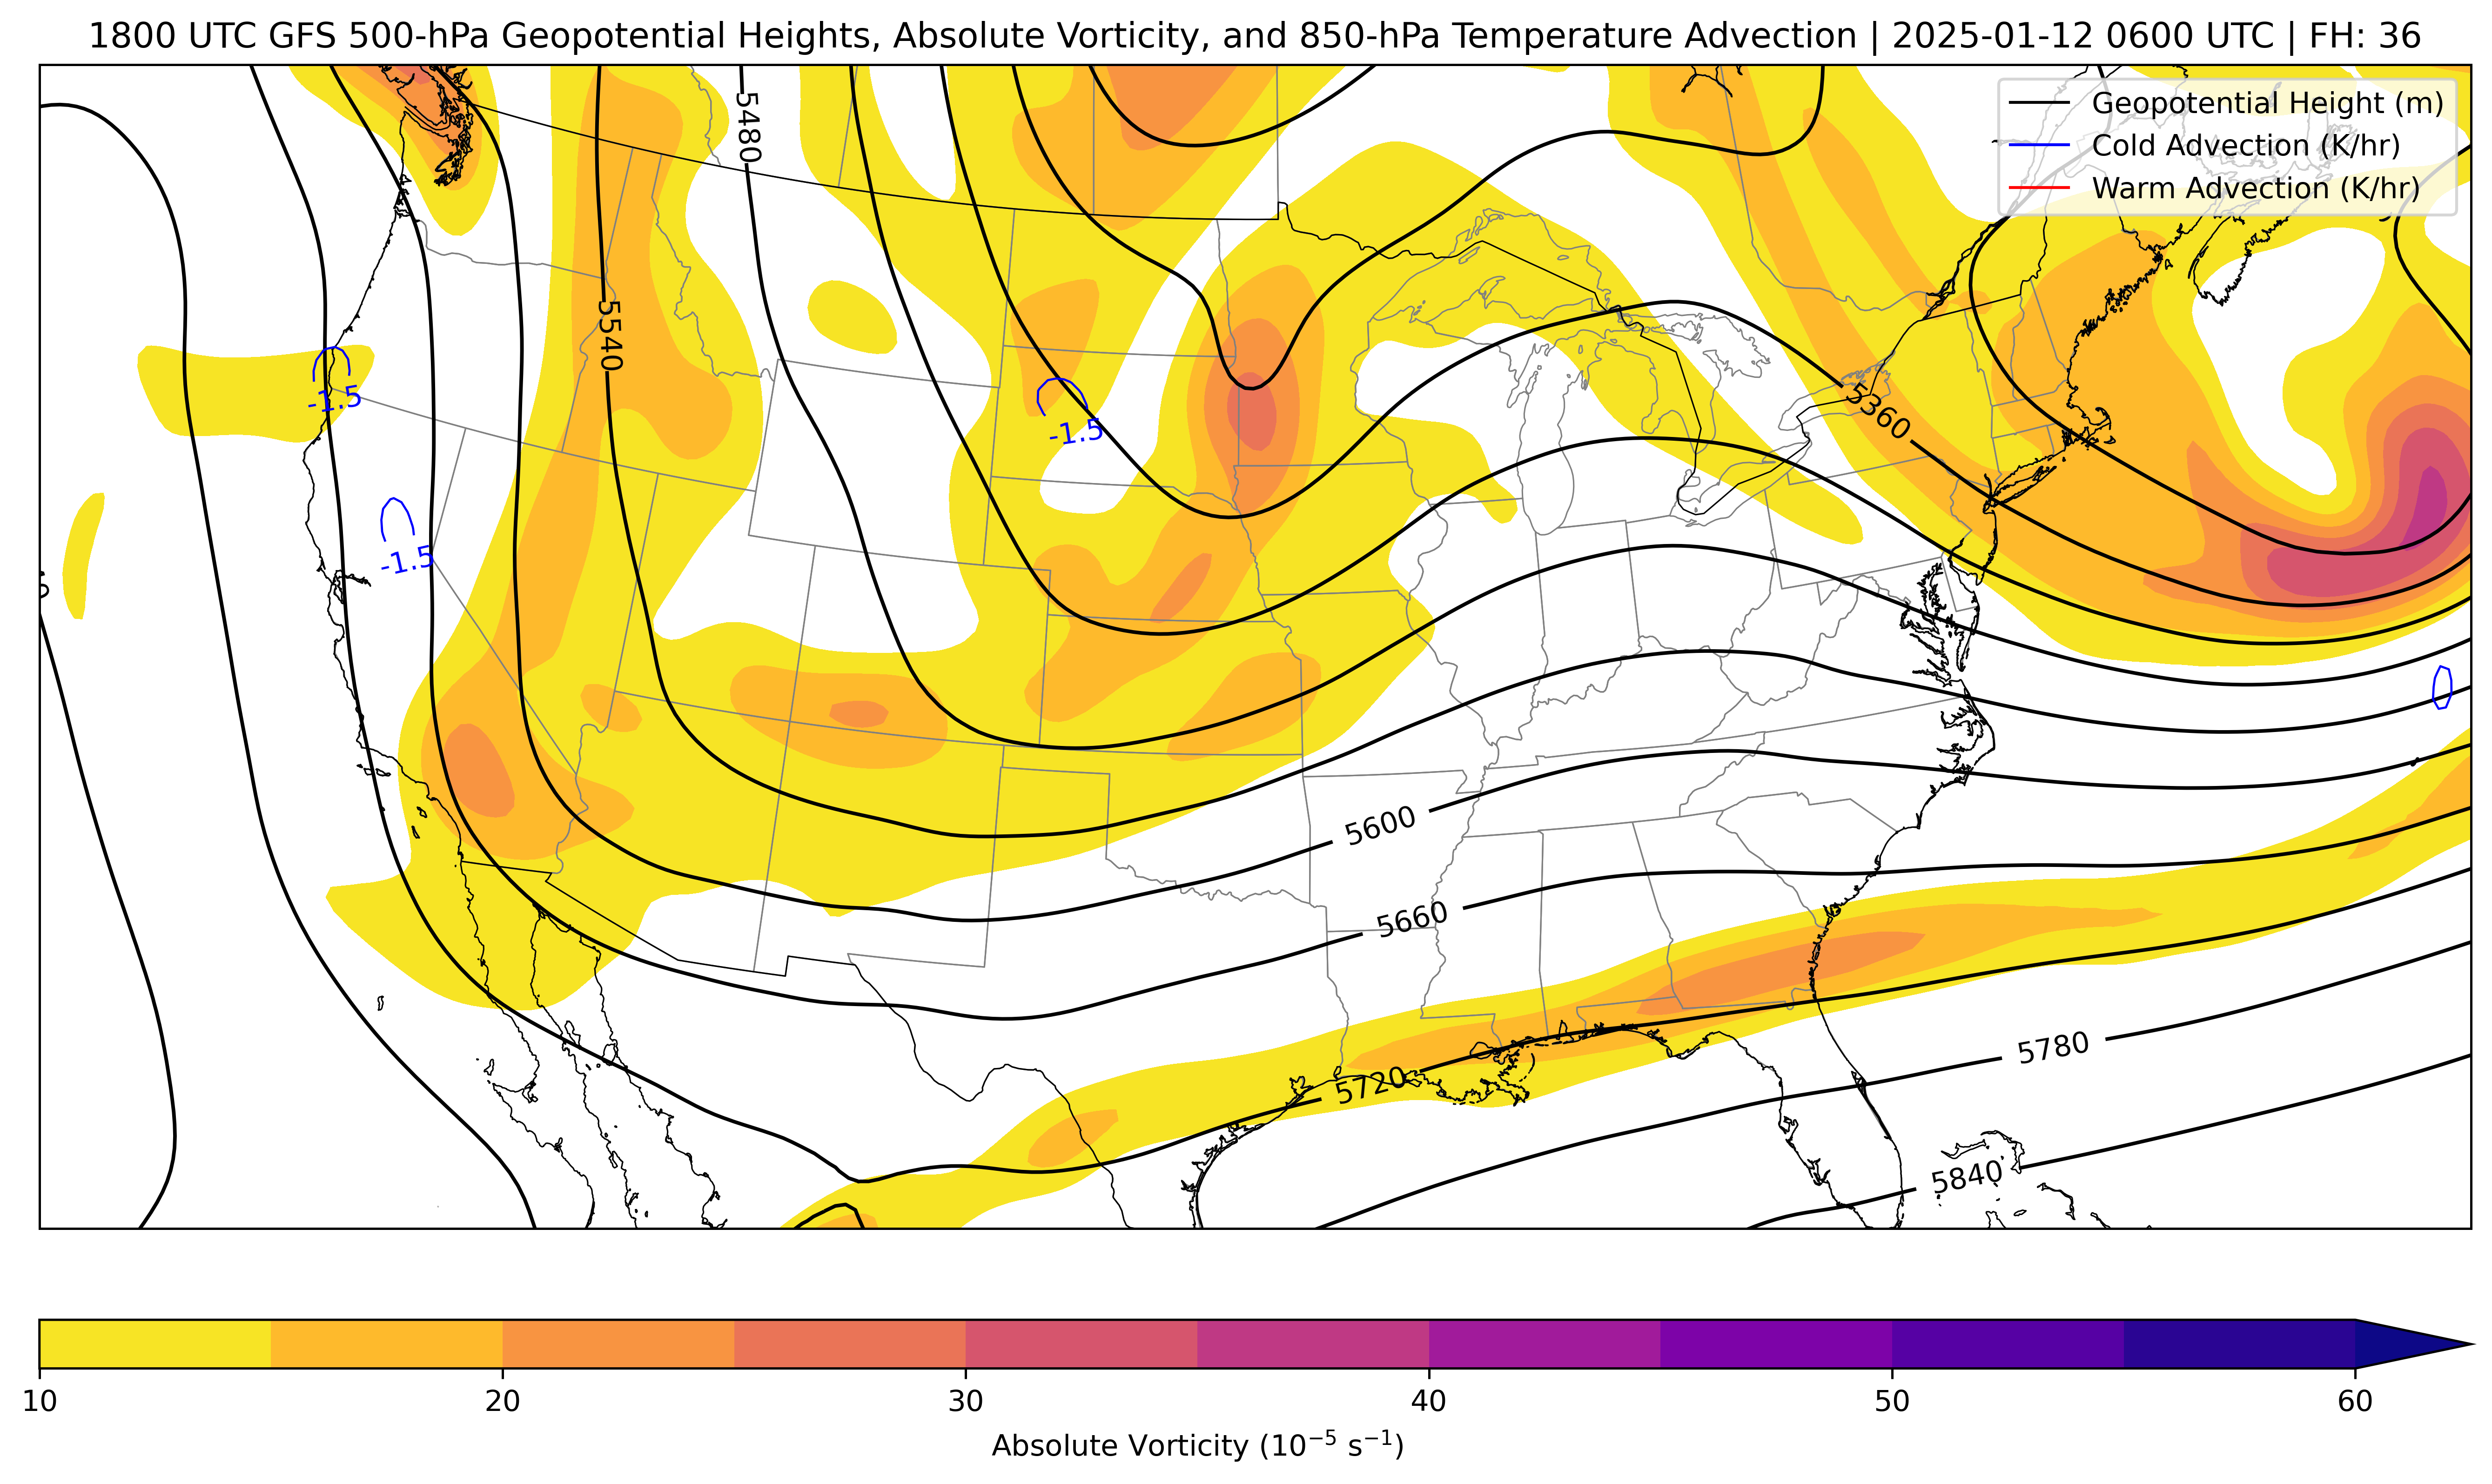 1800 UTC GFS 500-hPa Geopotential Heights, Absolute Vorticity, and 850-hPa Temperature Advection | 2025-01-12 0600 UTC | FH: 36
Geopotential Height (m)
Cold Advection (K/hr)
Warm Advection (K/hr)
5480
5540
-1.5
-1.5
5360
-1.5
5600
5660
5720
5780
5840
10 20 30 40 50 60
Absolute Vorticity (10⁻⁵ s⁻¹)